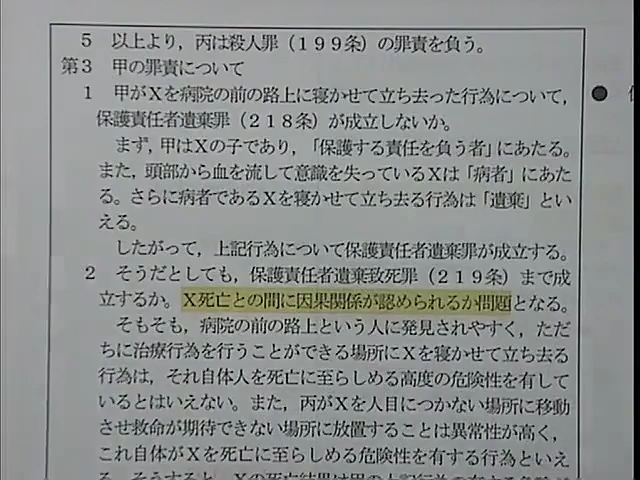 5 以上より，丙は殺人罪（199条）の罪責を負う。
第3 甲の罪責について
1 甲がXを病院の前の路上に寝かせて立ち去った行為について，
保護責任者遺棄罪（218条）が成立しないか。
まず，甲はXの子であり，「保護する責任を負う者」にあたる。
また，頭部から血を流して意識を失っているXは「病者」にあた
る。さらに病者であるXを寝かせて立ち去る行為は「遺棄」とい
える。
したがって，上記行為について保護責任者遺棄罪が成立する。
2 そうだとしても，保護責任者遺棄致死罪（219条）まで成
立するか。X死亡との間に因果関係が認められるか問題となる。
そもそも，病院の前の路上という人に発見されやすく，ただ
ちに治療行為を行うことができる場所にXを寝かせて立ち去る
行為は，それ自体人を死亡に至らしめる高度の危険性を有して
いるとはいえない。また，丙がXを人目につかない場所に移動
させ救命が期待できない場所に放置することは異常性が高く，
これ自体がXを死亡に至らしめる危険性を有する行為といえ